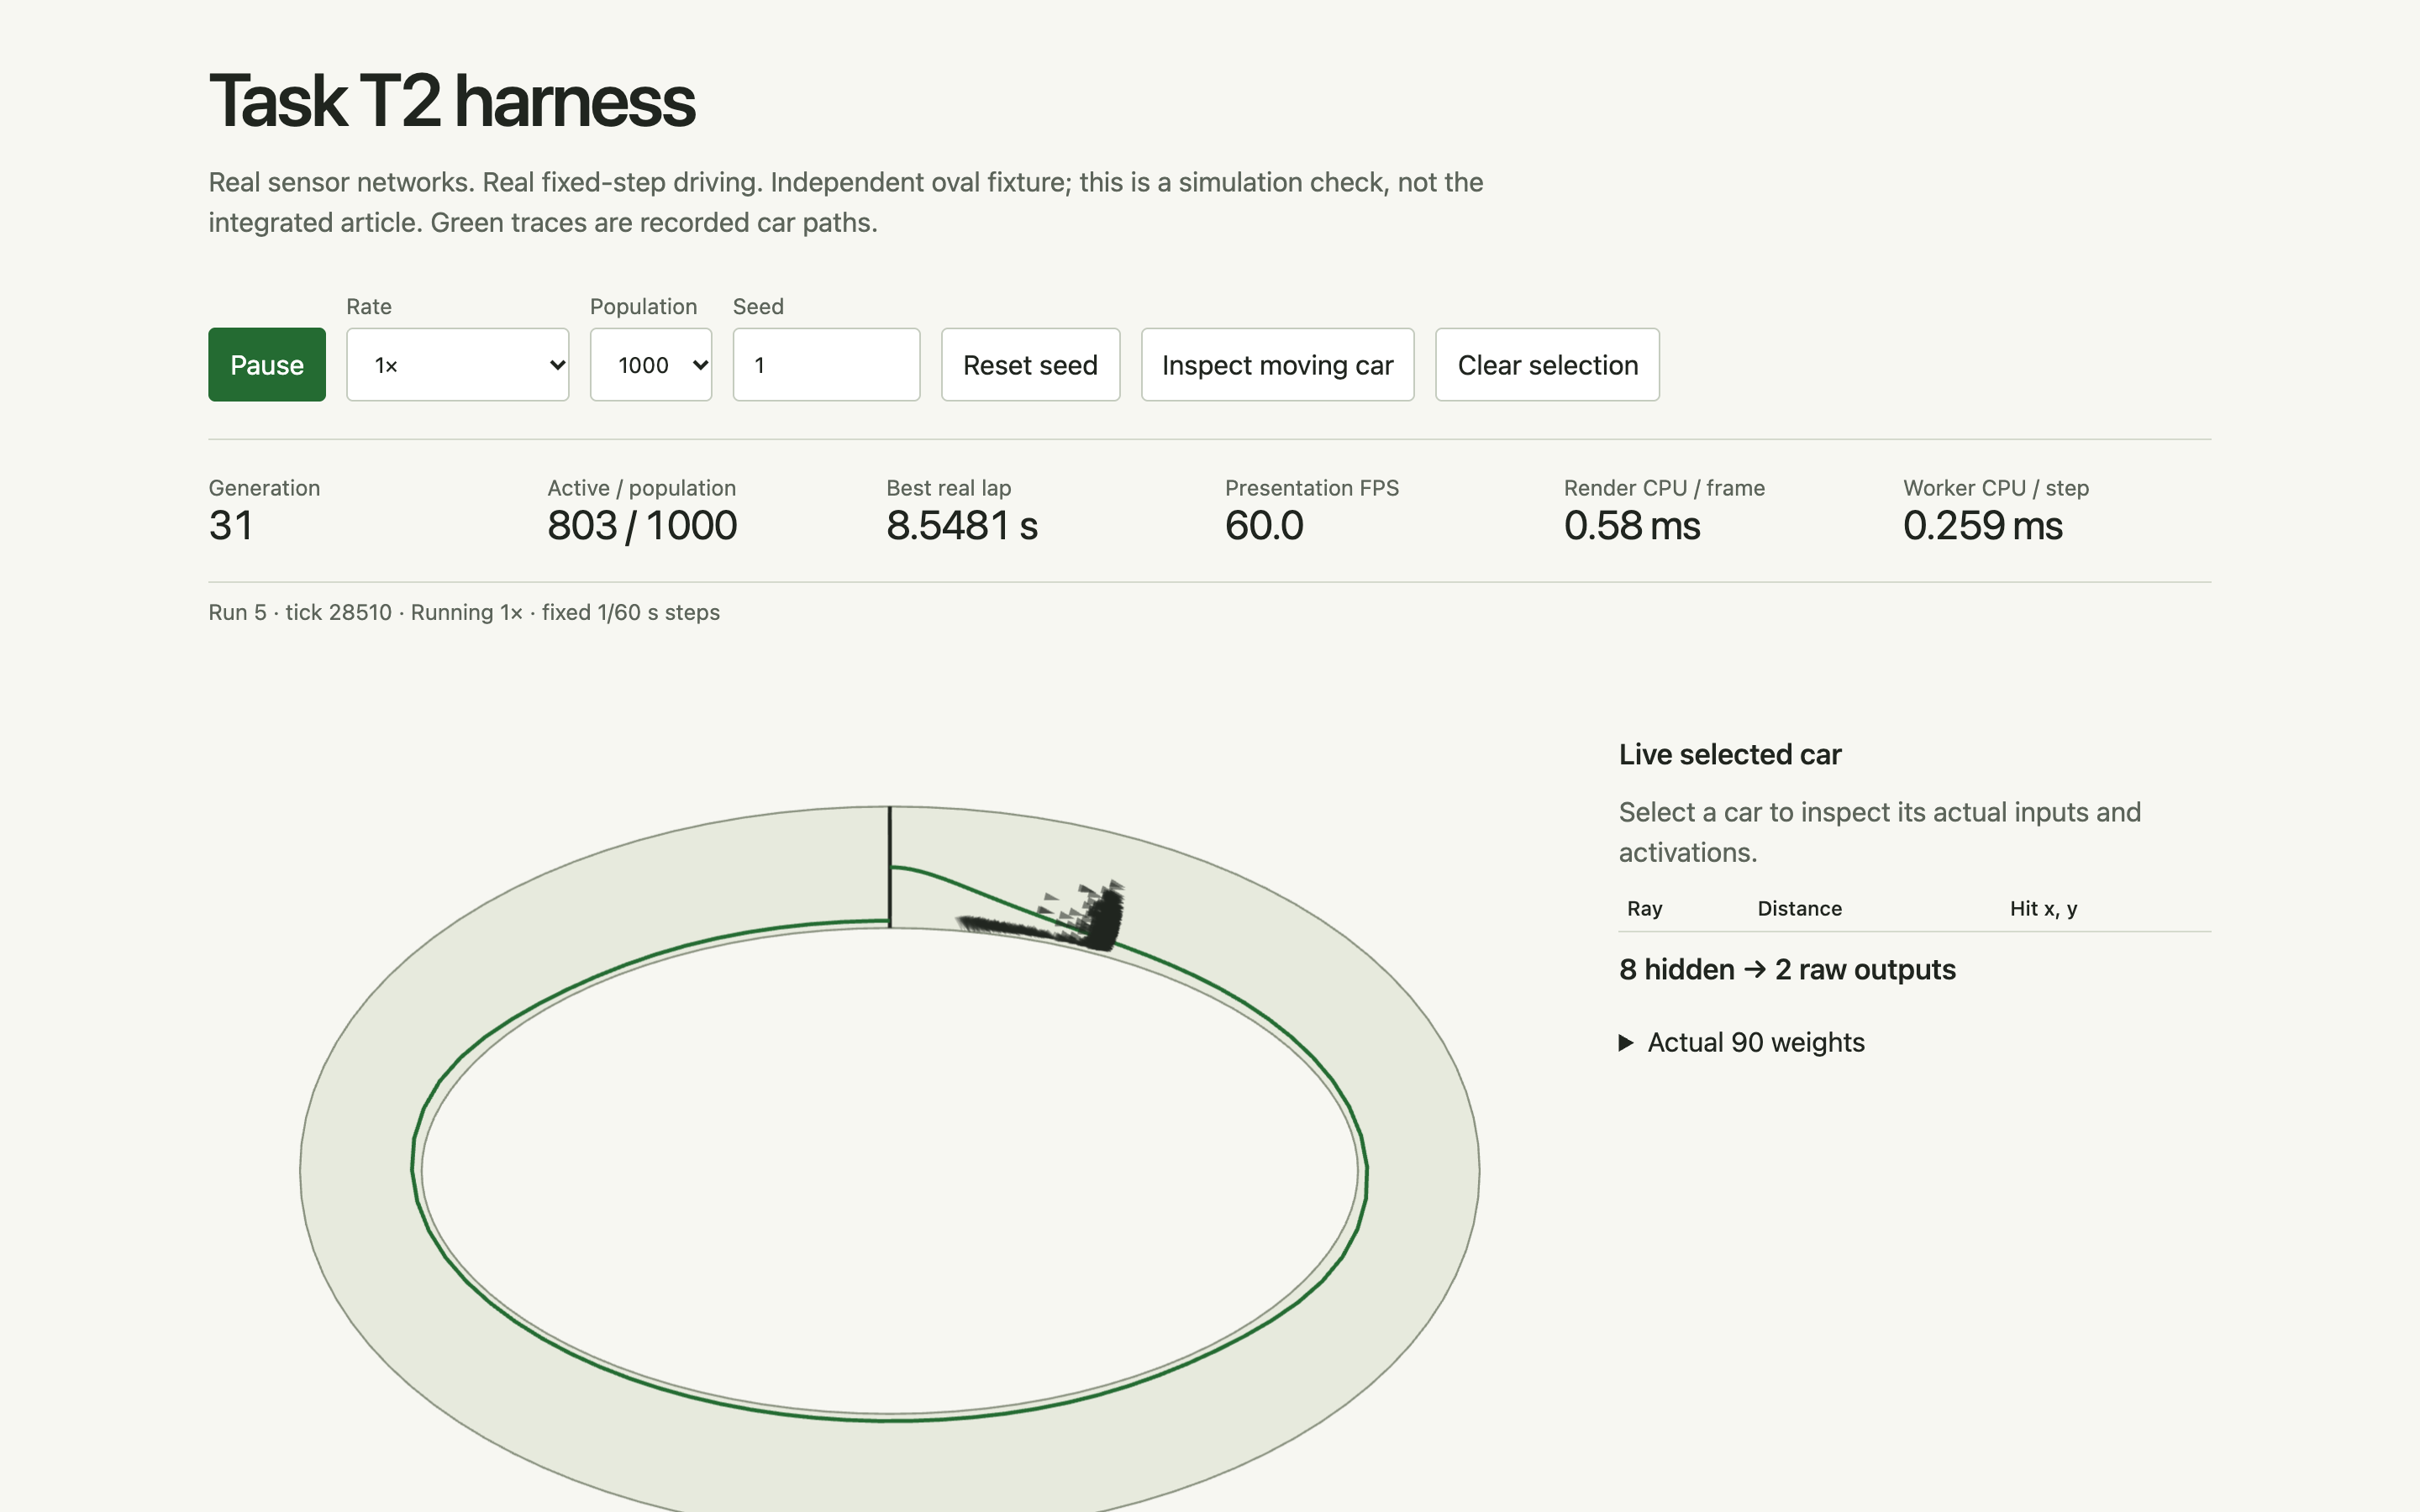 Task T2 harness
Real sensor networks. Real fixed-step driving. Independent oval fixture; this is a simulation check, not the
integrated article. Green traces are recorded car paths.
Rate Population Seed
Pause 1× 1000 1 Reset seed Inspect moving car Clear selection
Generation Active / population Best real lap Presentation FPS Render CPU / frame Worker CPU / step
31 803 / 1000 8.5481 s 60.0 0.58 ms 0.259 ms
Run 5 · tick 28510 · Running 1× · fixed 1/60 s steps
Live selected car
Select a car to inspect its actual inputs and
activations.
Ray Distance Hit x, y
8 hidden → 2 raw outputs
▶ Actual 90 weights